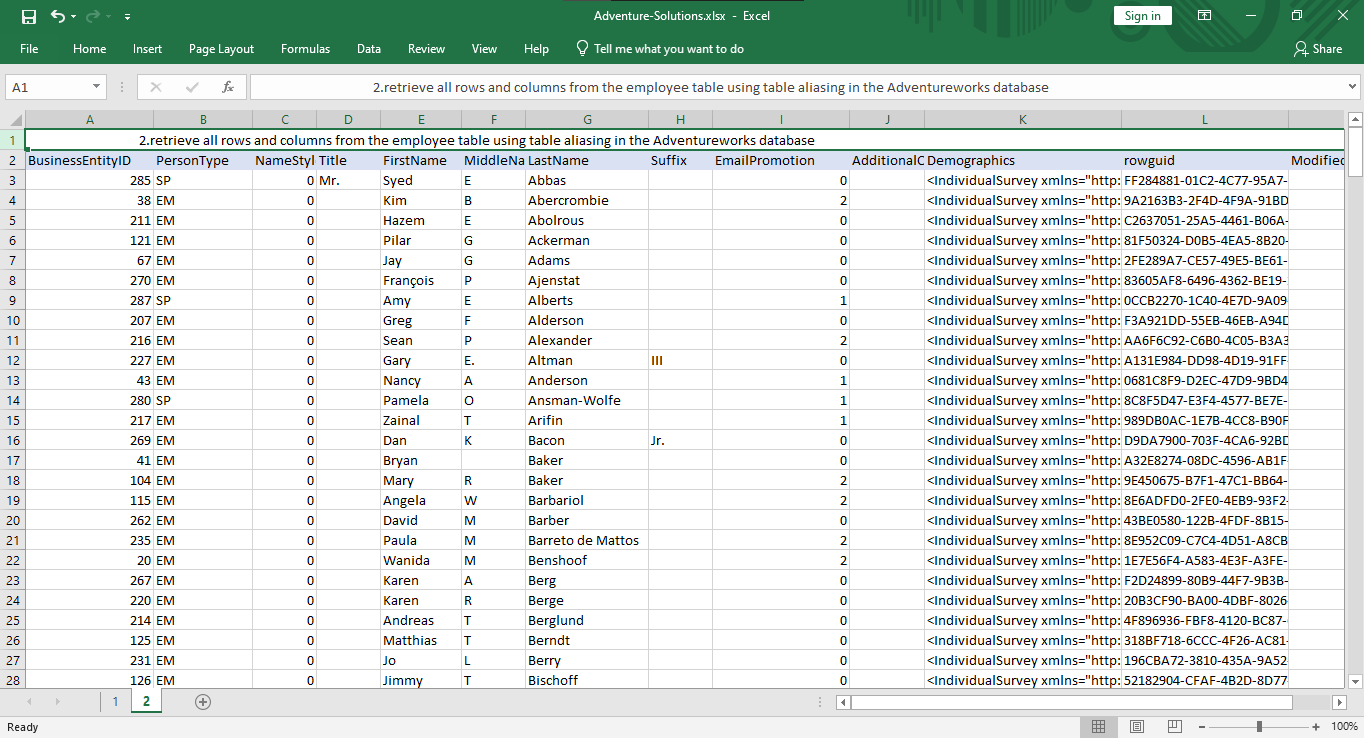 Adventure-Solutions.xlsx - Excel
Sign in
File Home Insert Page Layout Formulas Data Review View Help Tell me what you want to do Share
A1 fx 2.retrieve all rows and columns from the employee table using table aliasing in the Adventureworks database
A B C D E F G H I J K L
1 2.retrieve all rows and columns from the employee table using table aliasing in the Adventureworks database
2 BusinessEntityID PersonType NameStyl Title FirstName MiddleNa LastName Suffix EmailPromotion AdditionalC Demographics rowguid Modified
3 285 SP 0 Mr. Syed E Abbas 0 <IndividualSurvey xmlns="http: FF284881-01C2-4C77-95A7-
4 38 EM 0 Kim B Abercrombie 2 <IndividualSurvey xmlns="http: 9A2163B3-2F4D-4F9A-91BD
5 211 EM 0 Hazem E Abolrous 0 <IndividualSurvey xmlns="http: C2637051-25A5-4461-B06A-
6 121 EM 0 Pilar G Ackerman 0 <IndividualSurvey xmlns="http: 81F50324-D0B5-4EA5-8B20-
7 67 EM 0 Jay G Adams 0 <IndividualSurvey xmlns="http: 2FE289A7-CE57-49E5-BE61-
8 270 EM 0 François P Ajenstat 0 <IndividualSurvey xmlns="http: 83605AF8-6496-4362-BE19-
9 287 SP 0 Amy E Alberts 1 <IndividualSurvey xmlns="http: 0CCB2270-1C40-4E7D-9A09
10 207 EM 0 Greg F Alderson 0 <IndividualSurvey xmlns="http: F3A921DD-55EB-46EB-A94D
11 216 EM 0 Sean P Alexander 2 <IndividualSurvey xmlns="http: AA6F6C92-C6B0-4C05-B3A3
12 227 EM 0 Gary E. Altman III 0 <IndividualSurvey xmlns="http: A131E984-DD98-4D19-91FF
13 43 EM 0 Nancy A Anderson 1 <IndividualSurvey xmlns="http: 0681C8F9-D2EC-47D9-9BD4
14 280 SP 0 Pamela O Ansman-Wolfe 1 <IndividualSurvey xmlns="http: 8C8F5D47-E3F4-4577-BE7E-
15 217 EM 0 Zainal T Arifin 1 <IndividualSurvey xmlns="http: 989DB0AC-1E7B-4CC8-B90F
16 269 EM 0 Dan K Bacon Jr. 0 <IndividualSurvey xmlns="http: D9DA7900-703F-4CA6-92BD
17 41 EM 0 Bryan Baker 0 <IndividualSurvey xmlns="http: A32E8274-08DC-4596-AB1F
18 104 EM 0 Mary R Baker 2 <IndividualSurvey xmlns="http: 9E450675-B7F1-47C1-BB64-
19 115 EM 0 Angela W Barbariol 2 <IndividualSurvey xmlns="http: 8E6ADFD0-2FE0-4EB9-93F2-
20 262 EM 0 David M Barber 0 <IndividualSurvey xmlns="http: 43BE0580-122B-4FDF-8B15-
21 235 EM 0 Paula M Barreto de Mattos 2 <IndividualSurvey xmlns="http: 8E952C09-C7C4-4D51-A8CB
22 20 EM 0 Wanida M Benshoof 2 <IndividualSurvey xmlns="http: 1E7E56F4-A583-4E3F-A3FE-
23 267 EM 0 Karen A Berg 0 <IndividualSurvey xmlns="http: F2D24899-80B9-44F7-9B3B-
24 220 EM 0 Karen R Berge 0 <IndividualSurvey xmlns="http: 20B3CF90-BA00-4DBF-8026
25 214 EM 0 Andreas T Berglund 0 <IndividualSurvey xmlns="http: 4F896936-FBF8-4120-BC87-
26 125 EM 0 Matthias T Berndt 0 <IndividualSurvey xmlns="http: 318BF718-6CCC-4F26-AC81-
27 231 EM 0 Jo L Berry 0 <IndividualSurvey xmlns="http: 196CBA72-3810-435A-9A52
28 126 EM 0 Jimmy T Bischoff 0 <IndividualSurvey xmlns="http: 52182904-CFAF-4B2D-8D77
1 2
Ready 100%